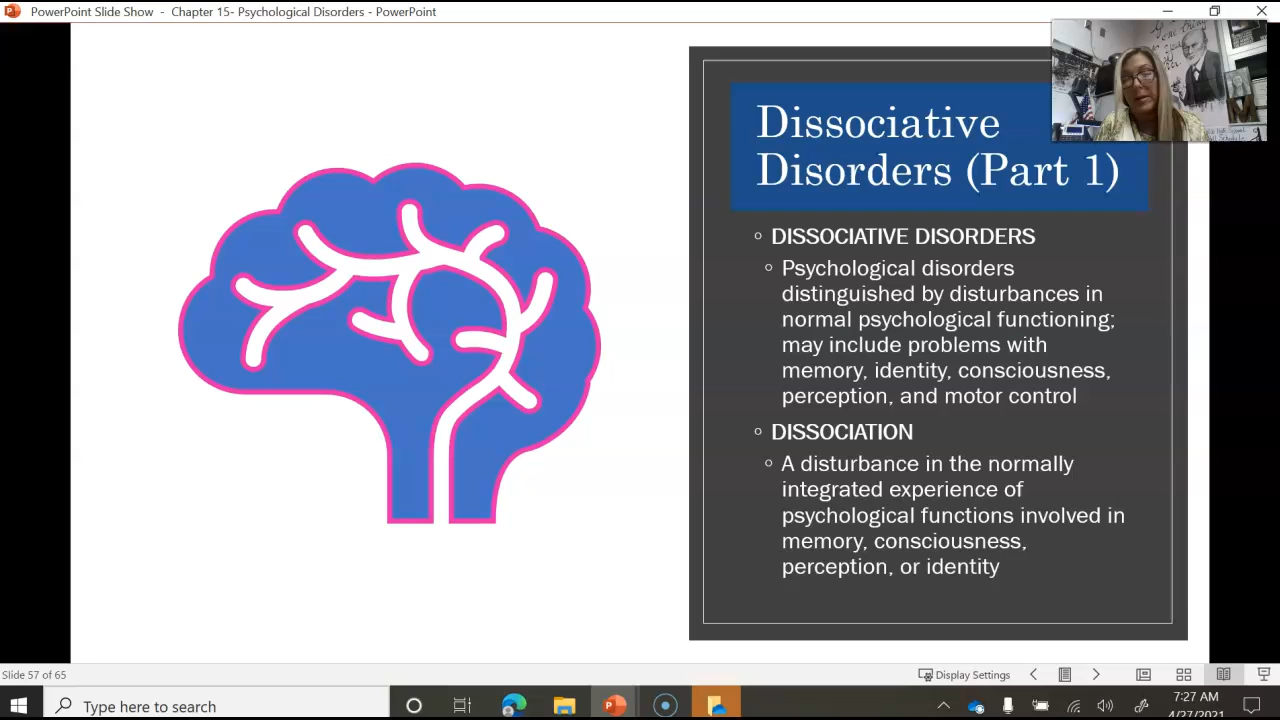 PowerPoint Slide Show - Chapter 15- Psychological Disorders - PowerPoint
Dissociative
Disorders (Part 1)
DISSOCIATIVE DISORDERS
Psychological disorders
distinguished by disturbances in
normal psychological functioning;
may include problems with
memory, identity, consciousness,
perception, and motor control
DISSOCIATION
A disturbance in the normally
integrated experience of
psychological functions involved in
memory, consciousness,
perception, or identity
Slide 57 of 65
Display Settings
Type here to search
7:27 AM
4/27/2021